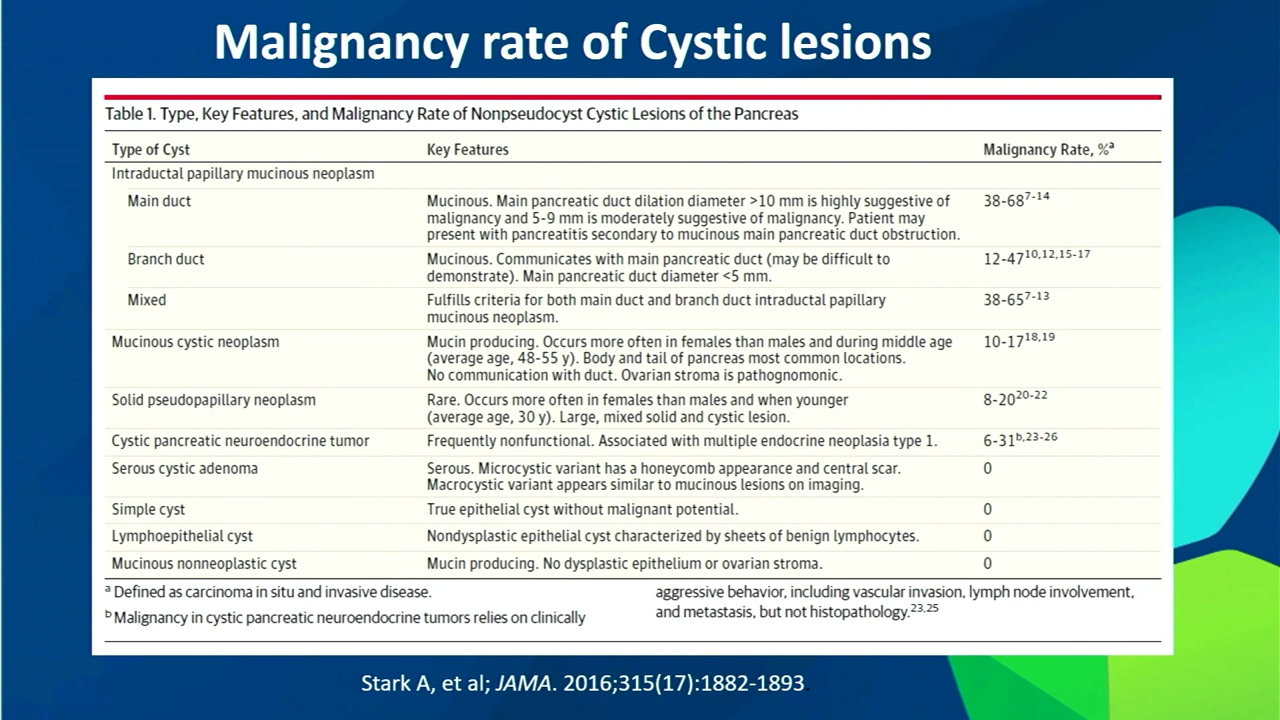 Malignancy rate of Cystic lesions
Table 1. Type, Key Features, and Malignancy Rate of Nonpseudocyst Cystic Lesions of the Pancreas
Type of Cyst Key Features Malignancy Rate, %ᵃ
Intraductal papillary mucinous neoplasm
Main duct Mucinous. Main pancreatic duct dilation diameter >10 mm is highly suggestive of 38-68⁷⁻¹⁴
malignancy and 5-9 mm is moderately suggestive of malignancy. Patient may
present with pancreatitis secondary to mucinous main pancreatic duct obstruction.
Branch duct Mucinous. Communicates with main pancreatic duct (may be difficult to 12-47¹⁰,¹²,¹⁵⁻¹⁷
demonstrate). Main pancreatic duct diameter <5 mm.
Mixed Fulfills criteria for both main duct and branch duct intraductal papillary 38-65⁷⁻¹³
mucinous neoplasm.
Mucinous cystic neoplasm Mucin producing. Occurs more often in females than males and during middle age 10-17¹⁸,¹⁹
(average age, 48-55 y). Body and tail of pancreas most common locations.
No communication with duct. Ovarian stroma is pathognomonic.
Solid pseudopapillary neoplasm Rare. Occurs more often in females than males and when younger 8-20²⁰⁻²²
(average age, 30 y). Large, mixed solid and cystic lesion.
Cystic pancreatic neuroendocrine tumor Frequently nonfunctional. Associated with multiple endocrine neoplasia type 1. 6-31ᵇ,²³⁻²⁶
Serous cystic adenoma Serous. Microcystic variant has a honeycomb appearance and central scar. 0
Macrocystic variant appears similar to mucinous lesions on imaging.
Simple cyst True epithelial cyst without malignant potential. 0
Lymphoepithelial cyst Nondysplastic epithelial cyst characterized by sheets of benign lymphocytes. 0
Mucinous nonneoplastic cyst Mucin producing. No dysplastic epithelium or ovarian stroma. 0
ᵃ Defined as carcinoma in situ and invasive disease.
ᵇ Malignancy in cystic pancreatic neuroendocrine tumors relies on clinically
aggressive behavior, including vascular invasion, lymph node involvement,
and metastasis, but not histopathology.²³,²⁵
Stark A, et al; JAMA. 2016;315(17):1882-1893.